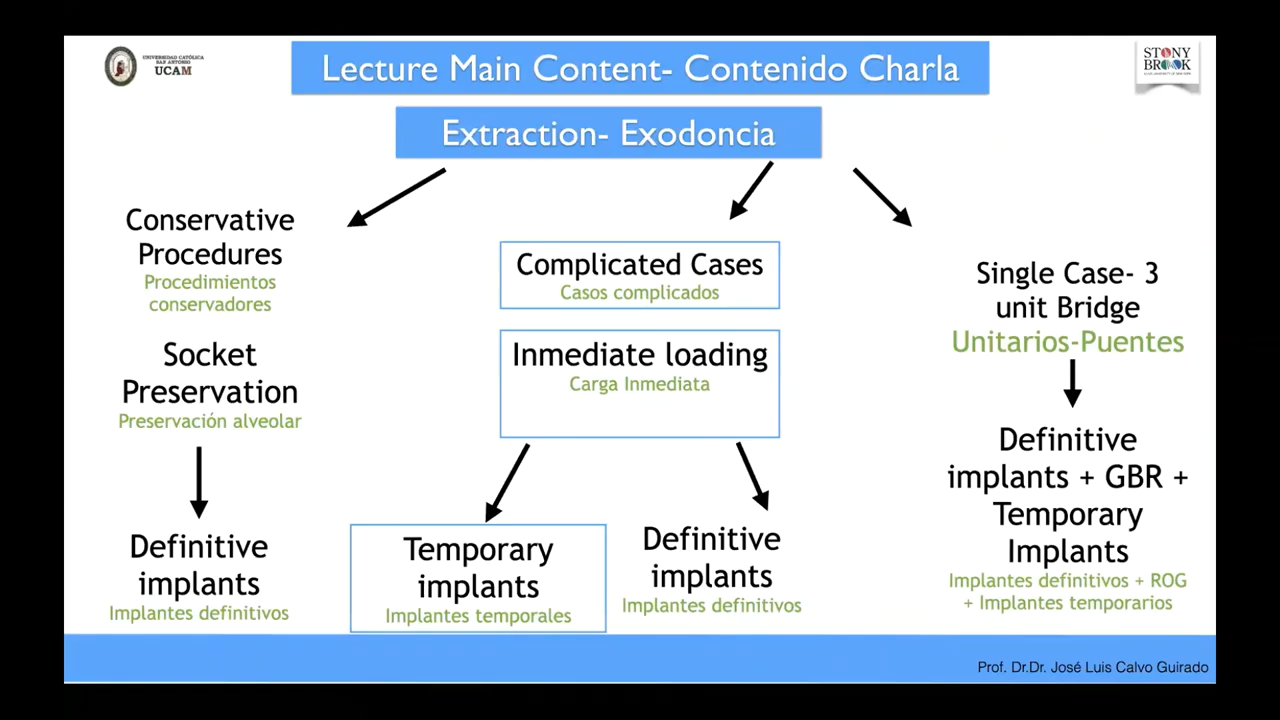 UNIVERSIDAD CATÓLICA
SAN ANTONIO
UCAM
Lecture Main Content- Contenido Charla
STONY
BROOK
Extraction- Exodoncia
Conservative
Procedures
Procedimientos
conservadores
Socket
Preservation
Preservación alveolar
Definitive
implants
Implantes definitivos
Complicated Cases
Casos complicados
Inmediate loading
Carga Inmediata
Temporary
implants
Implantes temporales
Definitive
implants
Implantes definitivos
Single Case- 3
unit Bridge
Unitarios-Puentes
Definitive
implants + GBR +
Temporary
Implants
Implantes definitivos + ROG
+ Implantes temporarios
Prof. Dr.Dr. José Luis Calvo Guirado